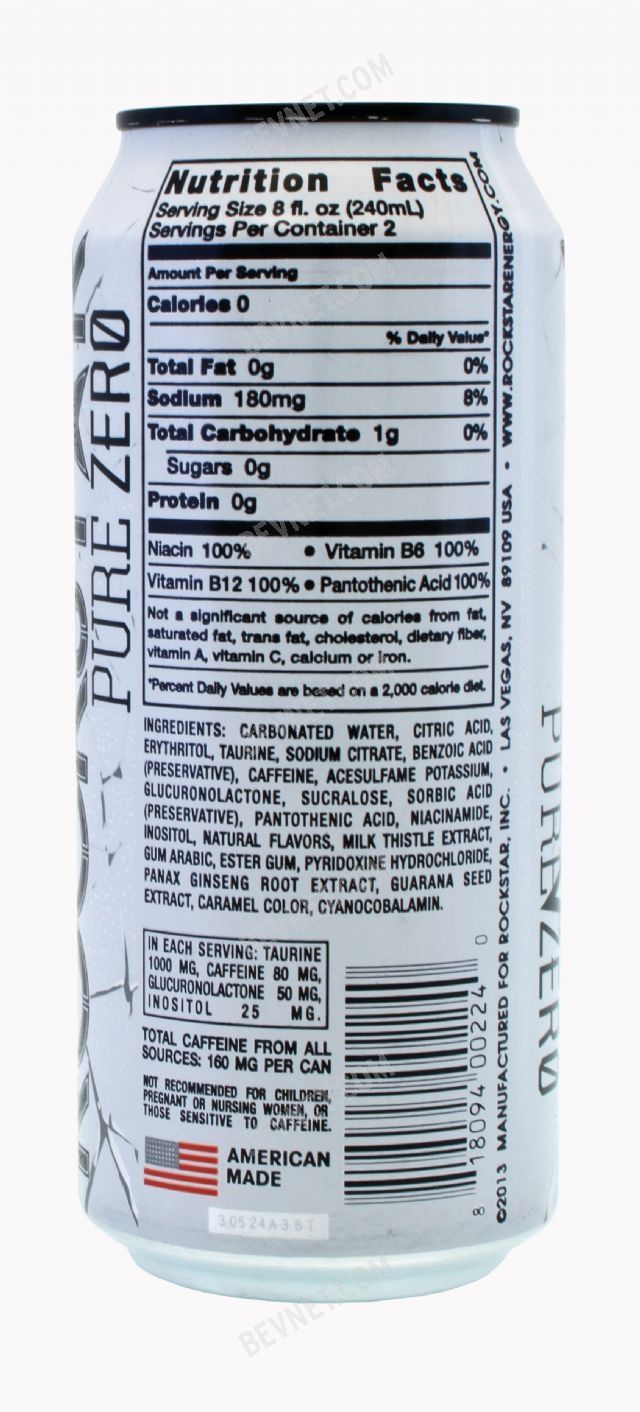 Nutrition Facts
Serving Size 8 fl. oz (240mL)
Servings Per Container 2
Amount Per Serving
Calories 0
% Daily Value*
Total Fat 0g 0%
Sodium 180mg 8%
Total Carbohydrate 1g 0%
Sugars 0g
Protein 0g
Niacin 100% • Vitamin B6 100%
Vitamin B12 100% • Pantothenic Acid 100%
Not a significant source of calories from fat,
saturated fat, trans fat, cholesterol, dietary fiber,
vitamin A, vitamin C, calcium or iron.
*Percent Daily Values are based on a 2,000 calorie diet.
INGREDIENTS: CARBONATED WATER, CITRIC ACID,
ERYTHRITOL, TAURINE, SODIUM CITRATE, BENZOIC ACID
(PRESERVATIVE), CAFFEINE, ACESULFAME POTASSIUM,
GLUCURONOLACTONE, SUCRALOSE, SORBIC ACID
(PRESERVATIVE), PANTOTHENIC ACID, NIACINAMIDE,
INOSITOL, NATURAL FLAVORS, MILK THISTLE EXTRACT,
GUM ARABIC, ESTER GUM, PYRIDOXINE HYDROCHLORIDE,
PANAX GINSENG ROOT EXTRACT, GUARANA SEED
EXTRACT, CARAMEL COLOR, CYANOCOBALAMIN.
IN EACH SERVING: TAURINE
1000 MG, CAFFEINE 80 MG,
GLUCURONOLACTONE 50 MG,
INOSITOL 25 MG.
TOTAL CAFFEINE FROM ALL
SOURCES: 160 MG PER CAN
NOT RECOMMENDED FOR CHILDREN,
PREGNANT OR NURSING WOMEN, OR
THOSE SENSITIVE TO CAFFEINE.
AMERICAN
MADE
30524A3BT
8 18094 00224 0
©2013 MANUFACTURED FOR ROCKSTAR, INC. • LAS VEGAS, NV 89109 USA • WWW.ROCKSTARENERGY.COM
PURE ZERO
PURE ZERO
BEVNET.COM
BEVNET.COM
BEVNET.COM
BEVNET.COM
BEVNET.COM
BEVNET.COM
BEVNET.COM